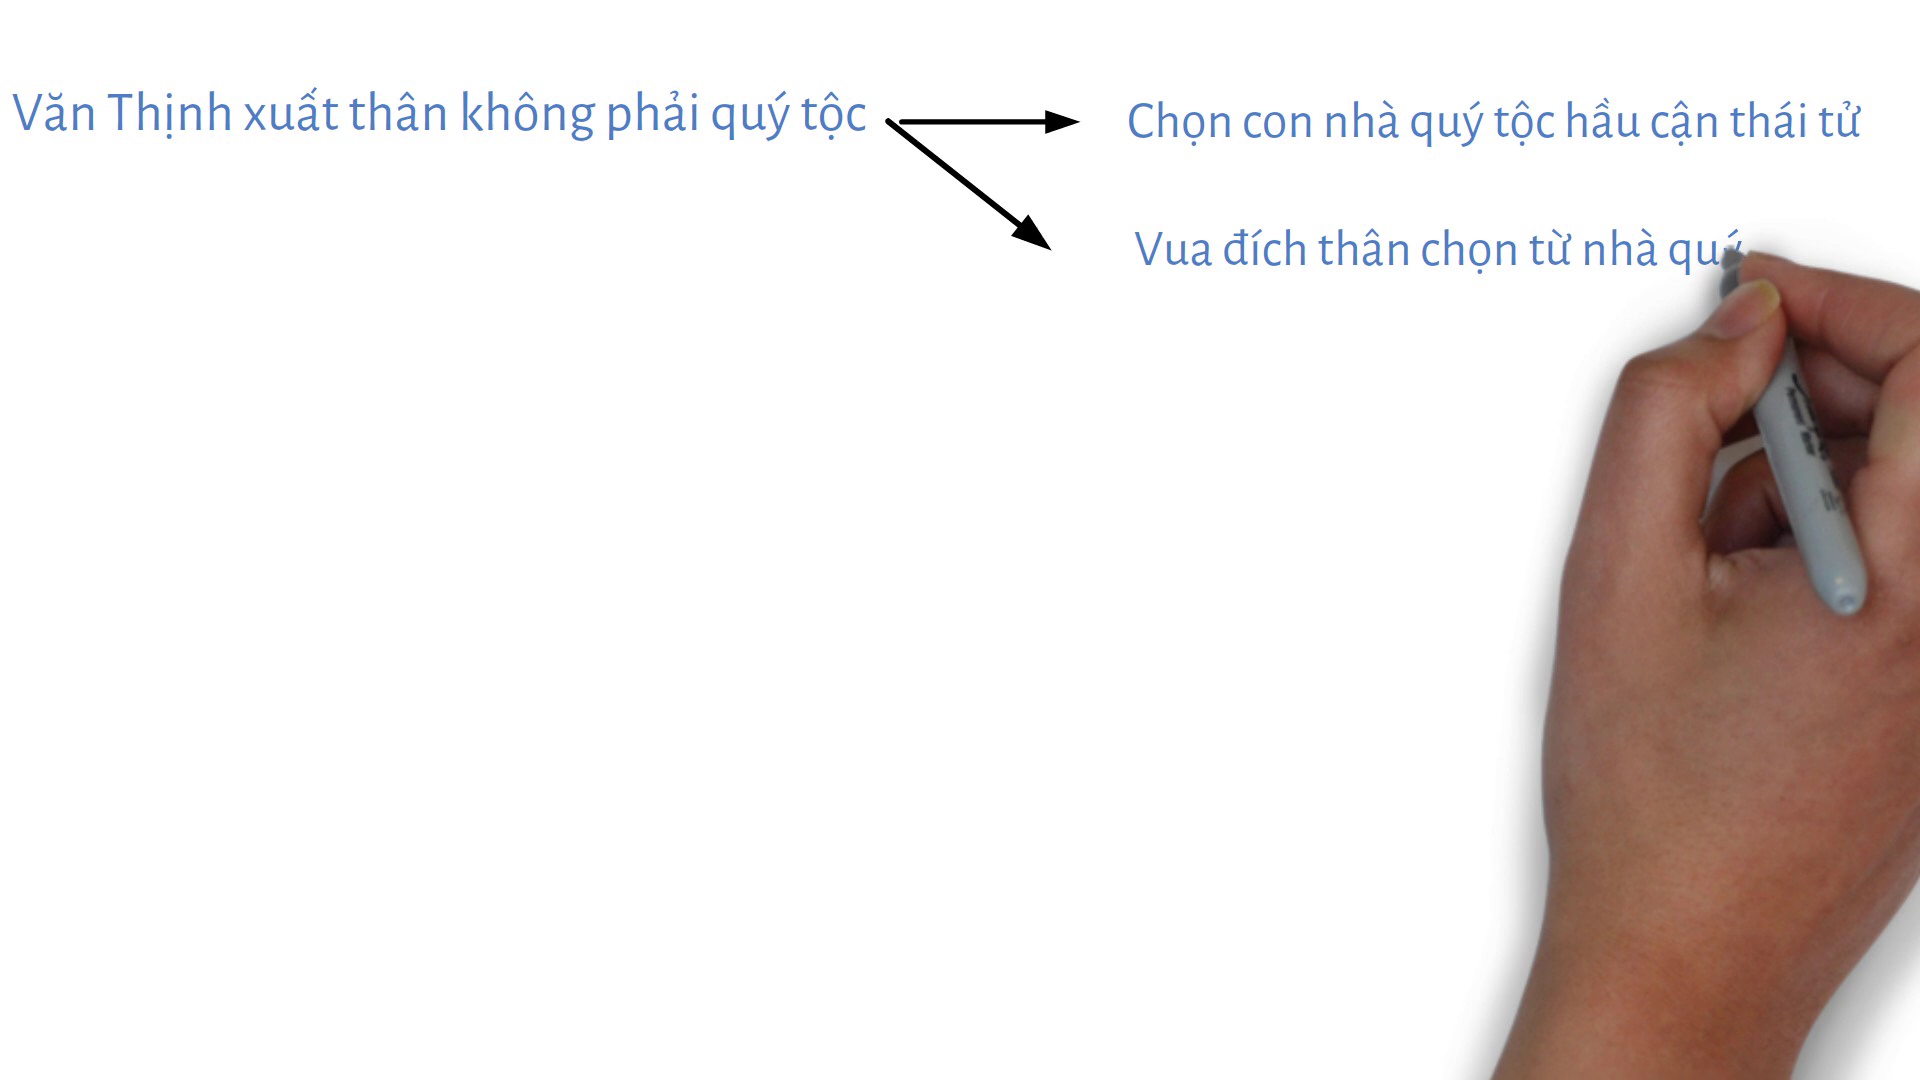 Văn Thịnh xuất thân không phải quý tộc
Chọn con nhà quý tộc hầu cận thái tử
Vua đích thân chọn từ nhà quý